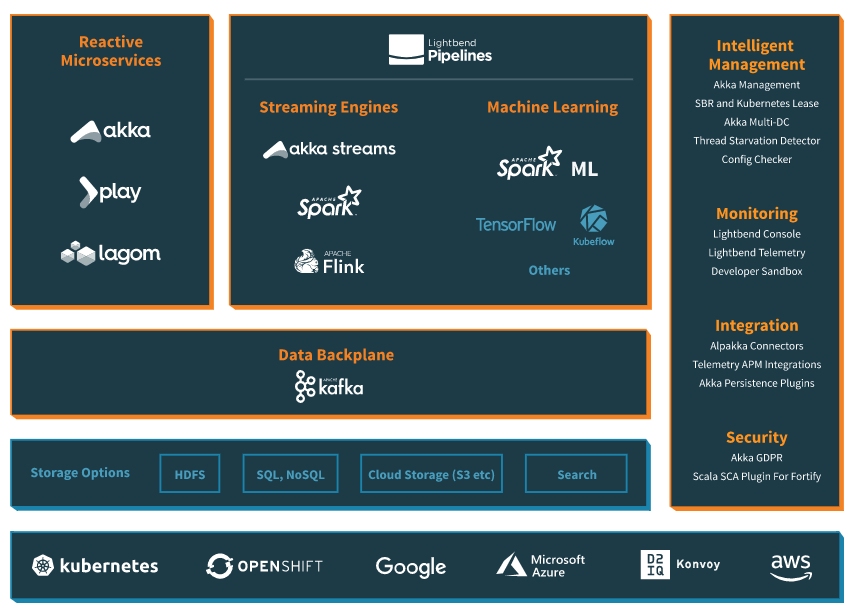 Reactive
Microservices
akka
play
lagom
Lightbend
Pipelines
Streaming Engines
akka streams
APACHE
Spark
APACHE
Flink
Machine Learning
APACHE
Spark ML
TensorFlow
Kubeflow
Others
Data Backplane
APACHE
kafka
Storage Options
HDFS
SQL, NoSQL
Cloud Storage (S3 etc)
Search
Intelligent
Management
Akka Management
SBR and Kubernetes Lease
Akka Multi-DC
Thread Starvation Detector
Config Checker
Monitoring
Lightbend Console
Lightbend Telemetry
Developer Sandbox
Integration
Alpakka Connectors
Telemetry APM Integrations
Akka Persistence Plugins
Security
Akka GDPR
Scala SCA Plugin For Fortify
kubernetes
OPENSHIFT
Google
Microsoft
Azure
D2
IQ
Konvoy
aws